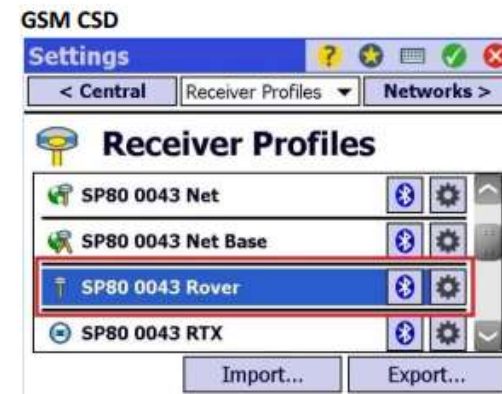 GSM CSD
Settings
< Central Receiver Profiles Networks >
Receiver Profiles
SP80 0043 Net
SP80 0043 Net Base
SP80 0043 Rover
SP80 0043 RTX
Import... Export...